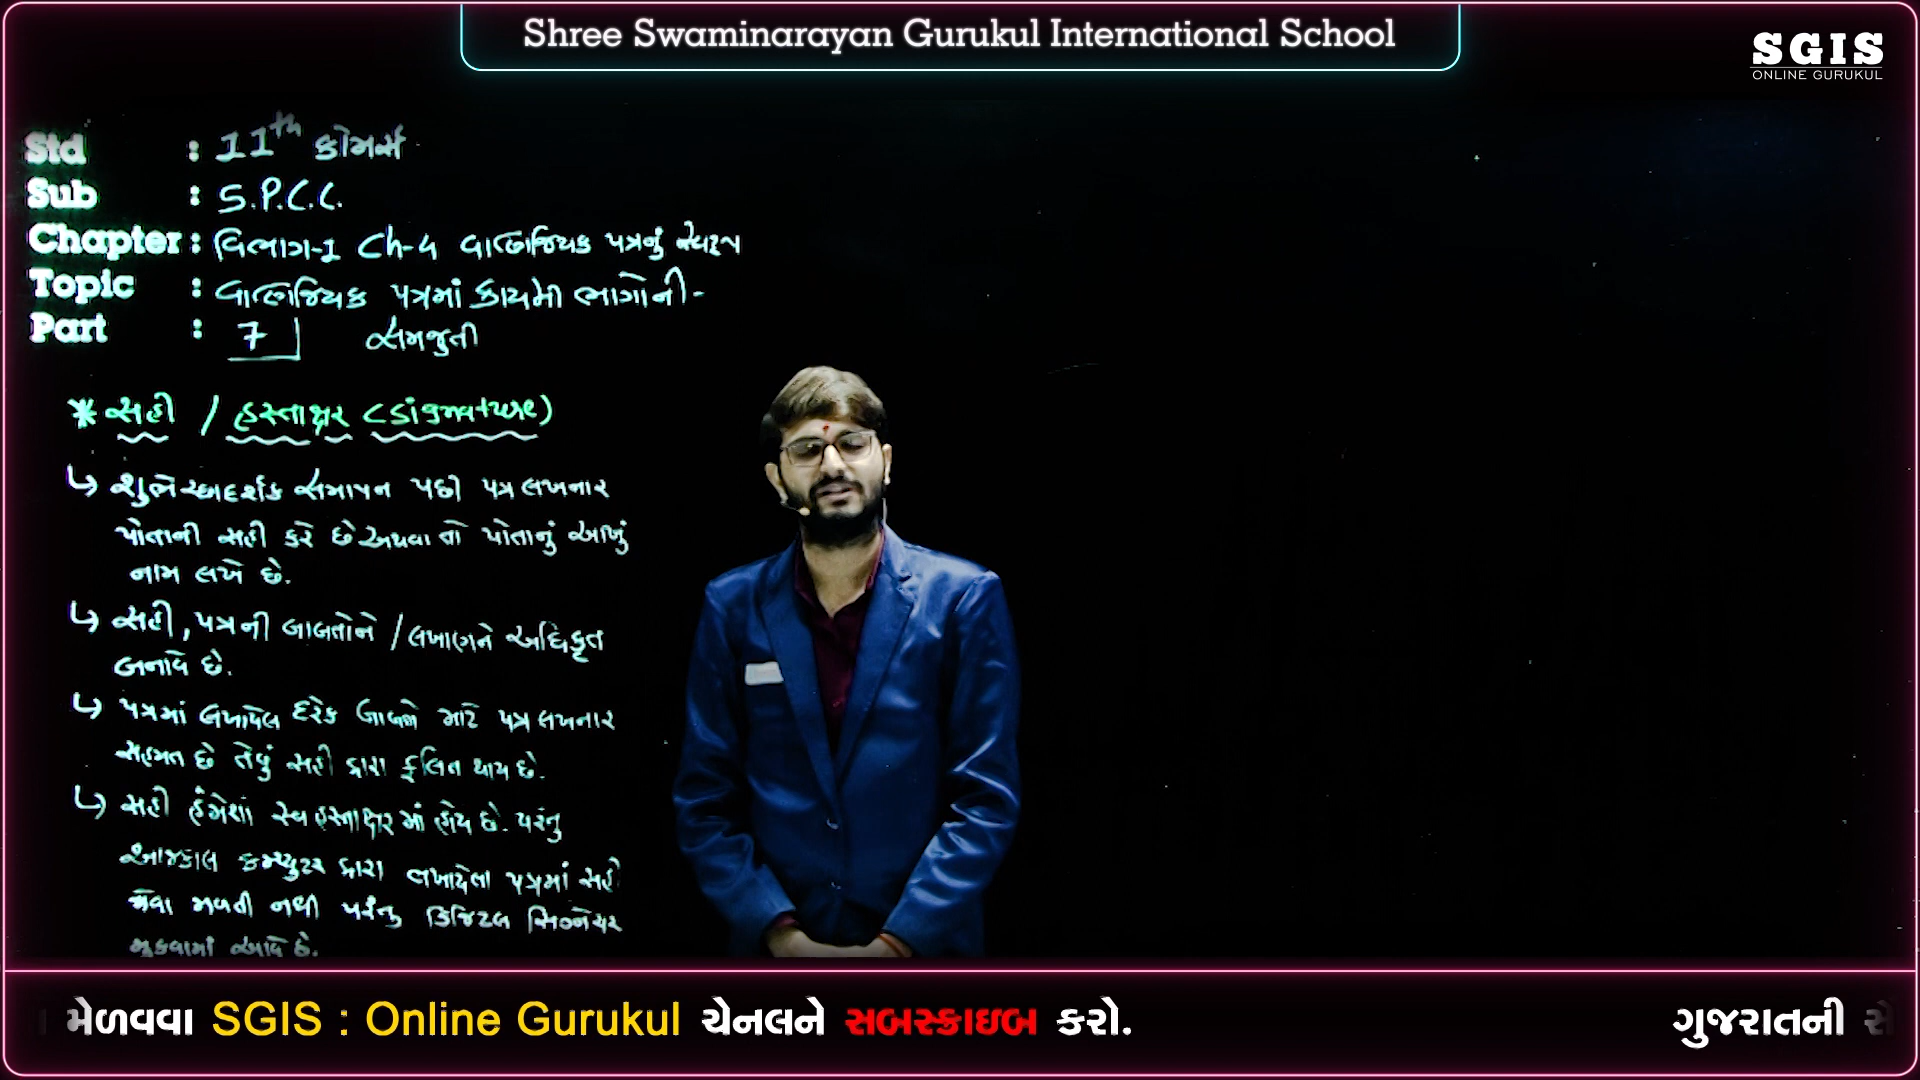 Shree Swaminarayan Gurukul International School
SGIS
ONLINE GURUKUL
Std : 11th કોમર્સ
Sub : S.P.C.C.
Chapter : વિભાગ-1 Ch-4 વાણિજ્યિક પત્રનું સ્વરૂપ
Topic : વાણિજ્યિક પત્રમાં કાયમી ભાગોની-
Part : 7 સમજુતી
* સહી / હસ્તાક્ષર (Signature)
↳ શુભેચ્છાદર્શક સમાપન પછી પત્ર લખનાર
પોતાની સહી કરે છે અથવા તો પોતાનું આખું
નામ લખે છે.
↳ સહી, પત્રની બાબતોને / લખાણને અધિકૃત
બનાવે છે.
↳ પત્રમાં લખાયેલ દરેક બાબત માટે પત્ર લખનાર
સહમત છે તેવું સહી દ્વારા ફલિત થાય છે.
↳ સહી હંમેશા સ્વહસ્તાક્ષરમાં હોય છે. પરંતુ
આજકાલ કમ્પ્યુટર દ્વારા લખાયેલા પત્રમાં સહી
જોવા મળતી નથી પરંતુ ડિજિટલ સિગ્નેચર
મૂકવામાં આવે છે.
મેળવવા SGIS : Online Gurukul ચેનલને સબસ્ક્રાઇબ કરો. ગુજરાતની